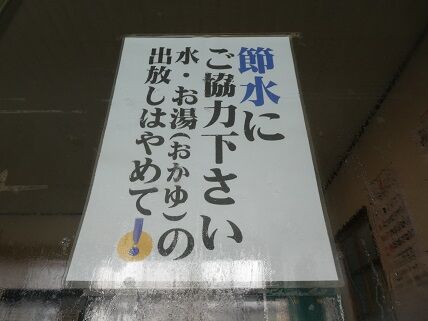 節水に
ご協力下さい
水・お湯(おかゆ)の
出放しはやめて!